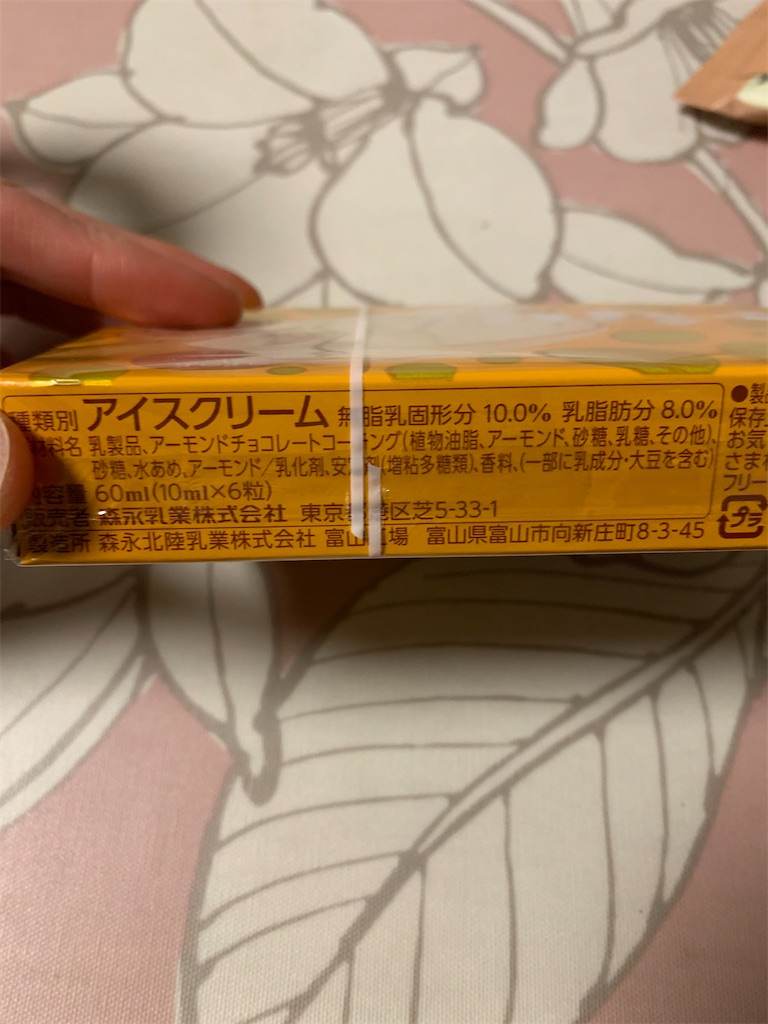 種類別 アイスクリーム 無脂乳固形分 10.0% 乳脂肪分 8.0%
材料名 乳製品、アーモンドチョコレートコーチング(植物油脂、アーモンド、砂糖、乳糖、その他)、
砂糖、水あめ、アーモンド/乳化剤、安定剤(増粘多糖類)、香料、(一部に乳成分・大豆を含む)
内容量 60ml(10ml×6粒)
販売者 森永乳業株式会社 東京都港区芝5-33-1
製造所 森永北陸乳業株式会社 富山工場 富山県富山市向新庄町8-3-45
●製
保存
お気
さま
フリー
プラ